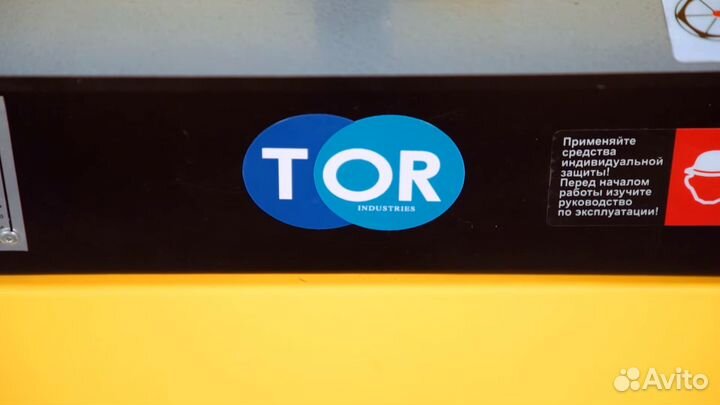 TOR
INDUSTRIES
Применяйте
средства
индивидуальной
защиты!
Перед началом
работы изучите
руководство
по эксплуатации!
Avito